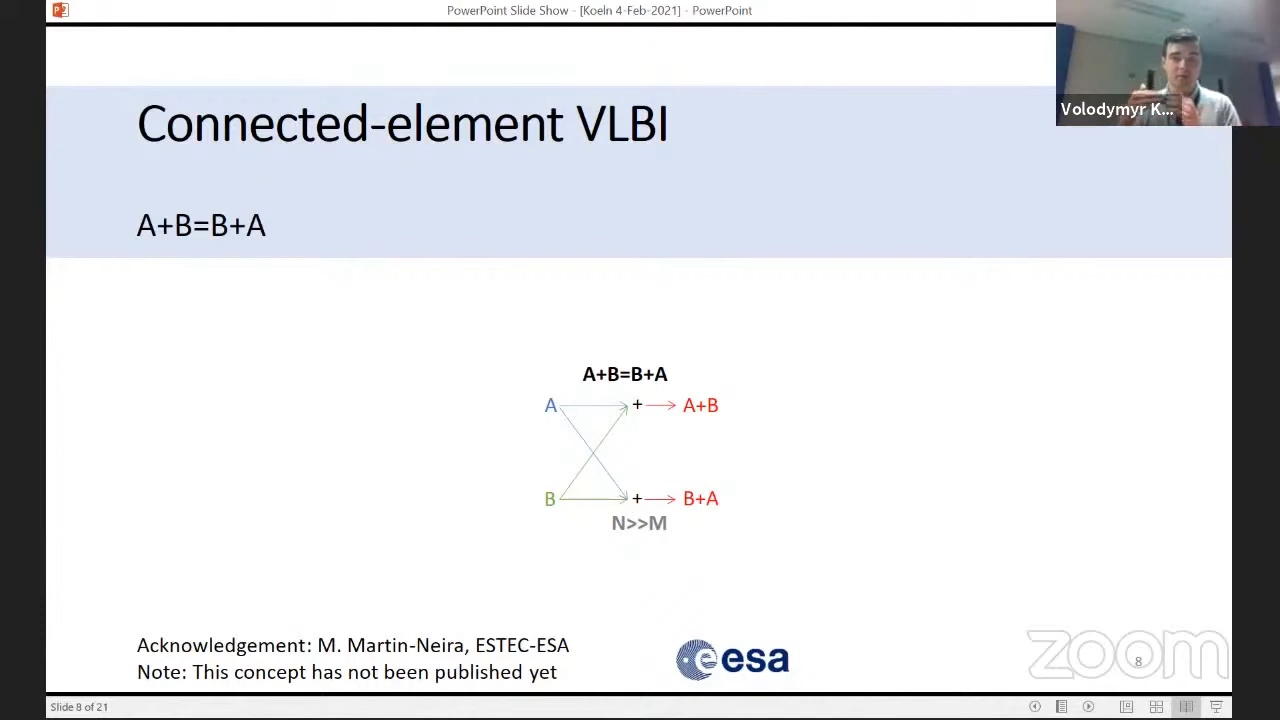 PowerPoint Slide Show - [Koeln 4-Feb-2021] - PowerPoint
Volodymyr K...
Connected-element VLBI
A+B=B+A
A+B=B+A
A + A+B
B + B+A
N>>M
Acknowledgement: M. Martin-Neira, ESTEC-ESA
Note: This concept has not been published yet
esa
zoom
8
Slide 8 of 21